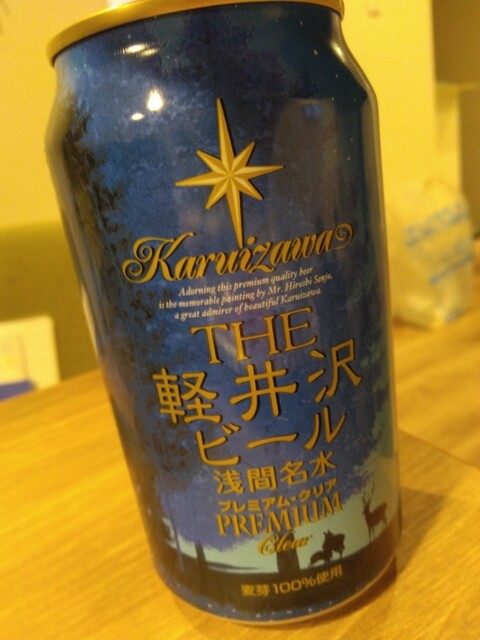 Karuizawa
Adorning this premium quality beer
is the memorable painting by Mr. Hiroshi Senju,
a great admirer of beautiful Karuizawa.
THE
軽井沢
ビール
浅間名水
プレミアム・クリア
PREMIUM
Clear
麦芽100%使用